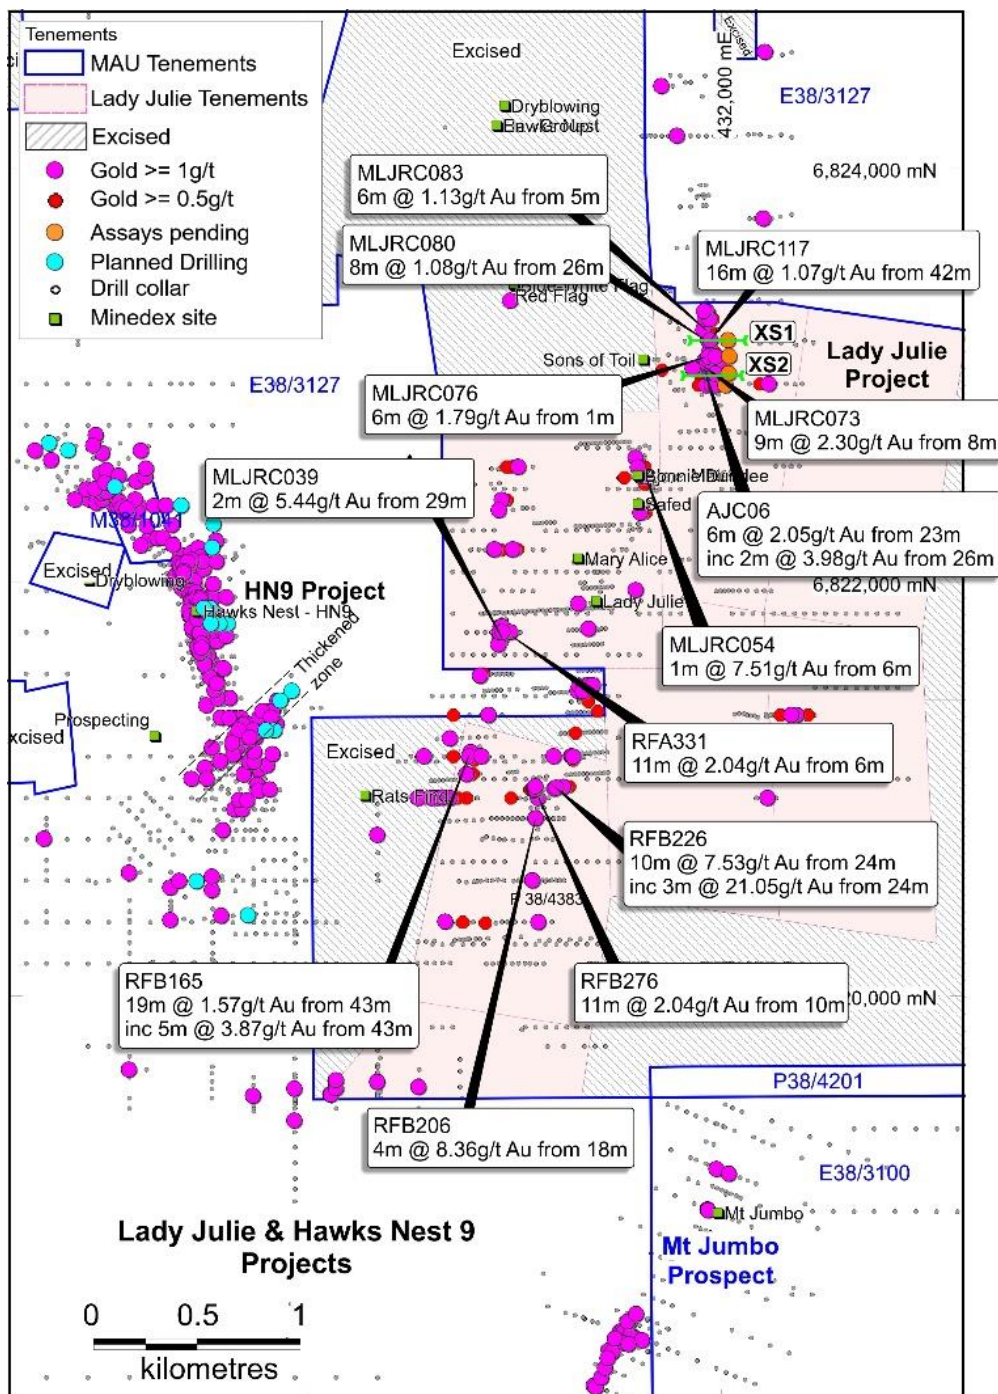 Tenements
MAU Tenements
Lady Julie Tenements
Excised
Gold >= 1g/t
Gold >= 0.5g/t
Assays pending
Planned Drilling
Drill collar
Minedex site
Excised
Excised
432,000 mE
E38/3127
Dryblowing
6,824,000 mN
MLJRC083
6m @ 1.13g/t Au from 5m
MLJRC080
8m @ 1.08g/t Au from 26m
MLJRC117
16m @ 1.07g/t Au from 42m
Red Flag
XS1
Sons of Toil
XS2
Lady Julie
Project
E38/3127
MLJRC076
6m @ 1.79g/t Au from 1m
MLJRC073
9m @ 2.30g/t Au from 8m
MLJRC039
2m @ 5.44g/t Au from 29m
Safed
AJC06
6m @ 2.05g/t Au from 23m
inc 2m @ 3.98g/t Au from 26m
M38/1041
Excised
Dryblowing
HN9 Project
Mary Alice
6,822,000 mN
Hawks Nest - HN9
Lady Julie
Thickened
zone
MLJRC054
1m @ 7.51g/t Au from 6m
Prospecting
xcised
Excised
RFA331
11m @ 2.04g/t Au from 6m
Rats Find
RFB226
10m @ 7.53g/t Au from 24m
inc 3m @ 21.05g/t Au from 24m
P 38/4383
RFB165
19m @ 1.57g/t Au from 43m
inc 5m @ 3.87g/t Au from 43m
RFB276
11m @ 2.04g/t Au from 10m
20,000 mN
P38/4201
RFB206
4m @ 8.36g/t Au from 18m
E38/3100
Mt Jumbo
Lady Julie & Hawks Nest 9
Projects
Mt Jumbo
Prospect
0 0.5 1
kilometres